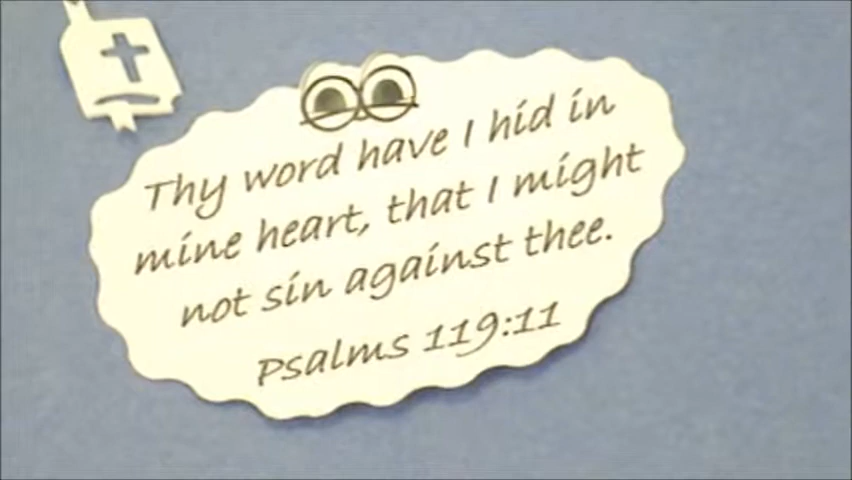 Thy word have I hid in
mine heart, that I might
not sin against thee.
Psalms 119:11